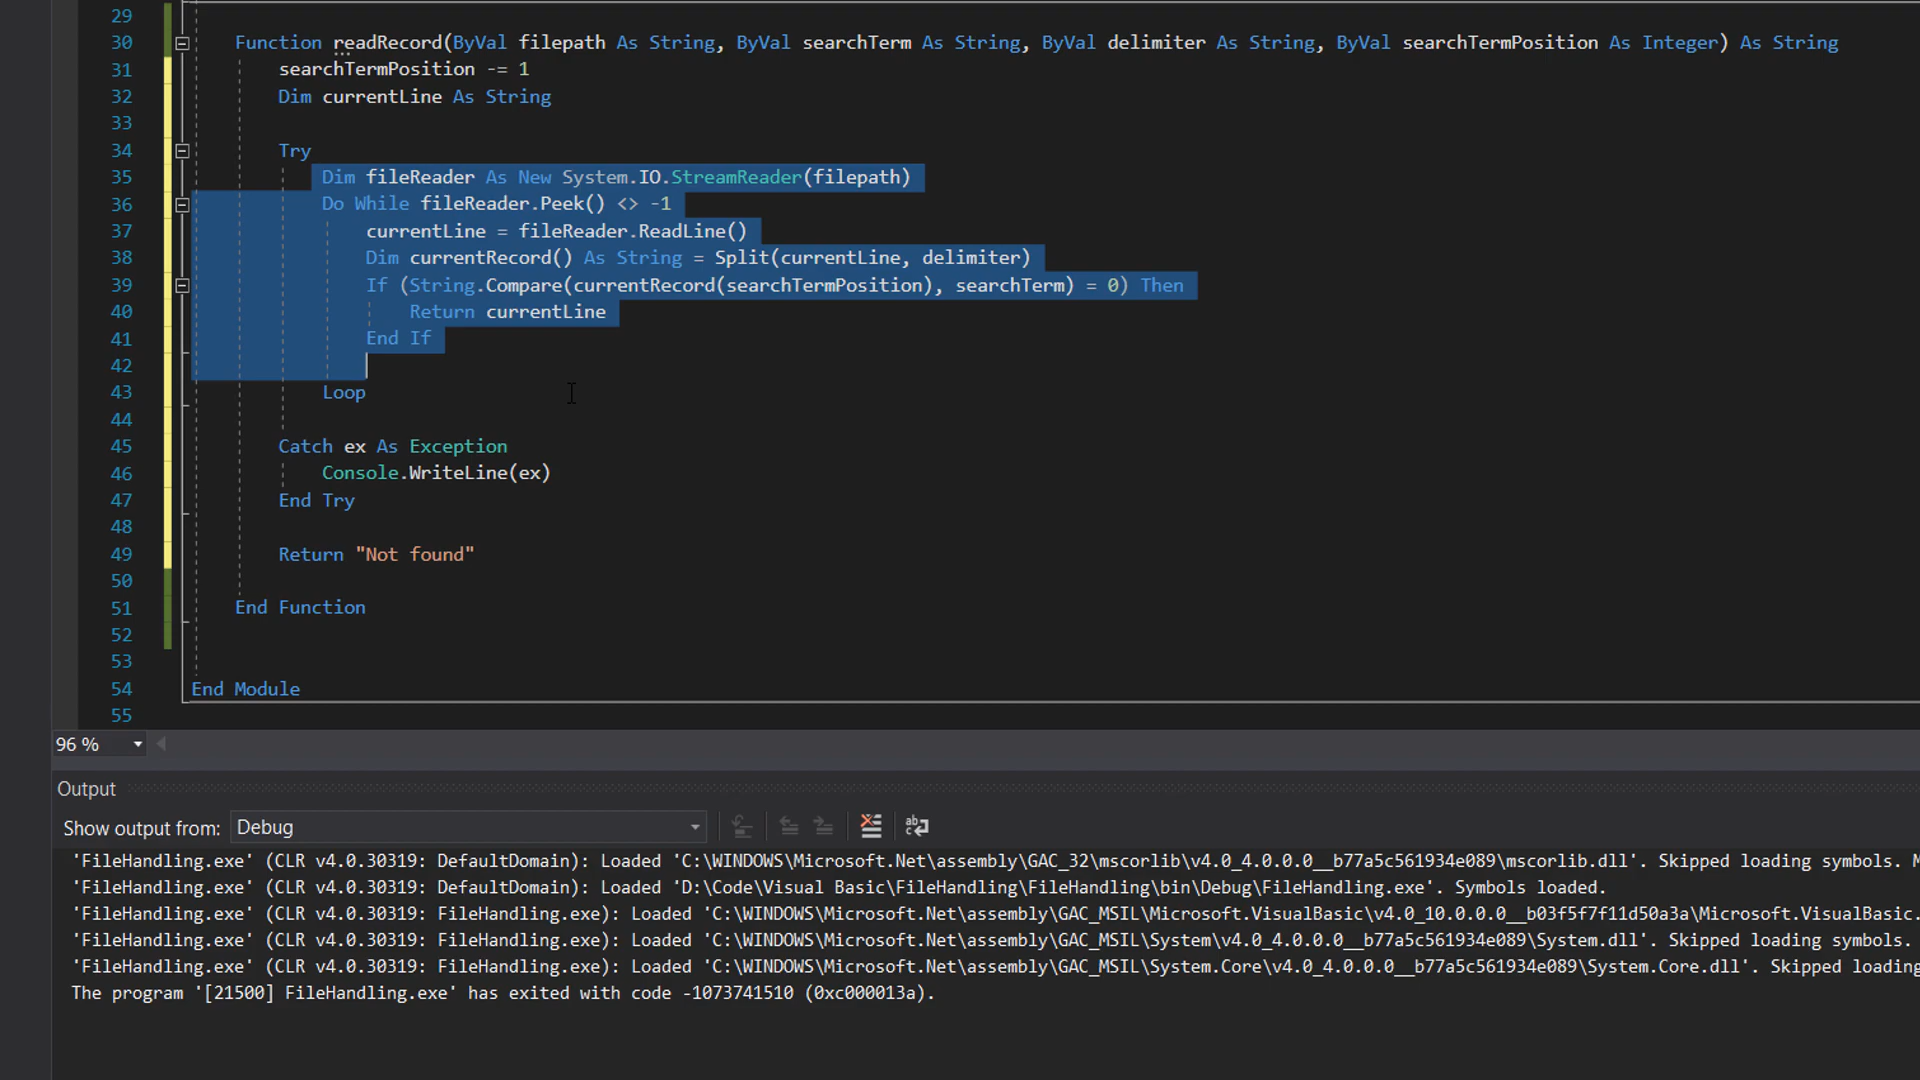 29
30 Function readRecord(ByVal filepath As String, ByVal searchTerm As String, ByVal delimiter As String, ByVal searchTermPosition As Integer) As String
31 searchTermPosition -= 1
32 Dim currentLine As String
33
34 Try
35 Dim fileReader As New System.IO.StreamReader(filepath)
36 Do While fileReader.Peek() <> -1
37 currentLine = fileReader.ReadLine()
38 Dim currentRecord() As String = Split(currentLine, delimiter)
39 If (String.Compare(currentRecord(searchTermPosition), searchTerm) = 0) Then
40 Return currentLine
41 End If
42
43 Loop
44
45 Catch ex As Exception
46 Console.WriteLine(ex)
47 End Try
48
49 Return "Not found"
50
51 End Function
52
53
54 End Module
55
96 %
Output
Show output from: Debug
'FileHandling.exe' (CLR v4.0.30319: DefaultDomain): Loaded 'C:\WINDOWS\Microsoft.Net\assembly\GAC_32\mscorlib\v4.0_4.0.0.0__b77a5c561934e089\mscorlib.dll'. Skipped loading symbols. M
'FileHandling.exe' (CLR v4.0.30319: DefaultDomain): Loaded 'D:\Code\Visual Basic\FileHandling\FileHandling\bin\Debug\FileHandling.exe'. Symbols loaded.
'FileHandling.exe' (CLR v4.0.30319: FileHandling.exe): Loaded 'C:\WINDOWS\Microsoft.Net\assembly\GAC_MSIL\Microsoft.VisualBasic\v4.0_10.0.0.0__b03f5f7f11d50a3a\Microsoft.VisualBasic.
'FileHandling.exe' (CLR v4.0.30319: FileHandling.exe): Loaded 'C:\WINDOWS\Microsoft.Net\assembly\GAC_MSIL\System\v4.0_4.0.0.0__b77a5c561934e089\System.dll'. Skipped loading symbols.
'FileHandling.exe' (CLR v4.0.30319: FileHandling.exe): Loaded 'C:\WINDOWS\Microsoft.Net\assembly\GAC_MSIL\System.Core\v4.0_4.0.0.0__b77a5c561934e089\System.Core.dll'. Skipped loading
The program '[21500] FileHandling.exe' has exited with code -1073741510 (0xc000013a).